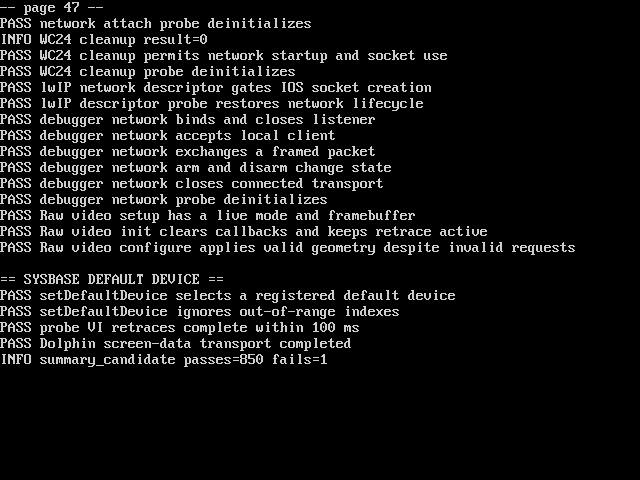 -- page 47 --
PASS network attach probe deinitializes
INFO WC24 cleanup result=0
PASS WC24 cleanup permits network startup and socket use
PASS WC24 cleanup probe deinitializes
PASS lwIP network descriptor gates IOS socket creation
PASS lwIP descriptor probe restores network lifecycle
PASS debugger network binds and closes listener
PASS debugger network accepts local client
PASS debugger network exchanges a framed packet
PASS debugger network arm and disarm change state
PASS debugger network closes connected transport
PASS debugger network probe deinitializes
PASS Raw video setup has a live mode and framebuffer
PASS Raw video init clears callbacks and keeps retrace active
PASS Raw video configure applies valid geometry despite invalid requests
== SYSBASE DEFAULT DEVICE ==
PASS setDefaultDevice selects a registered default device
PASS setDefaultDevice ignores out-of-range indexes
PASS probe VI retraces complete within 100 ms
PASS Dolphin screen-data transport completed
INFO summary_candidate passes=850 fails=1